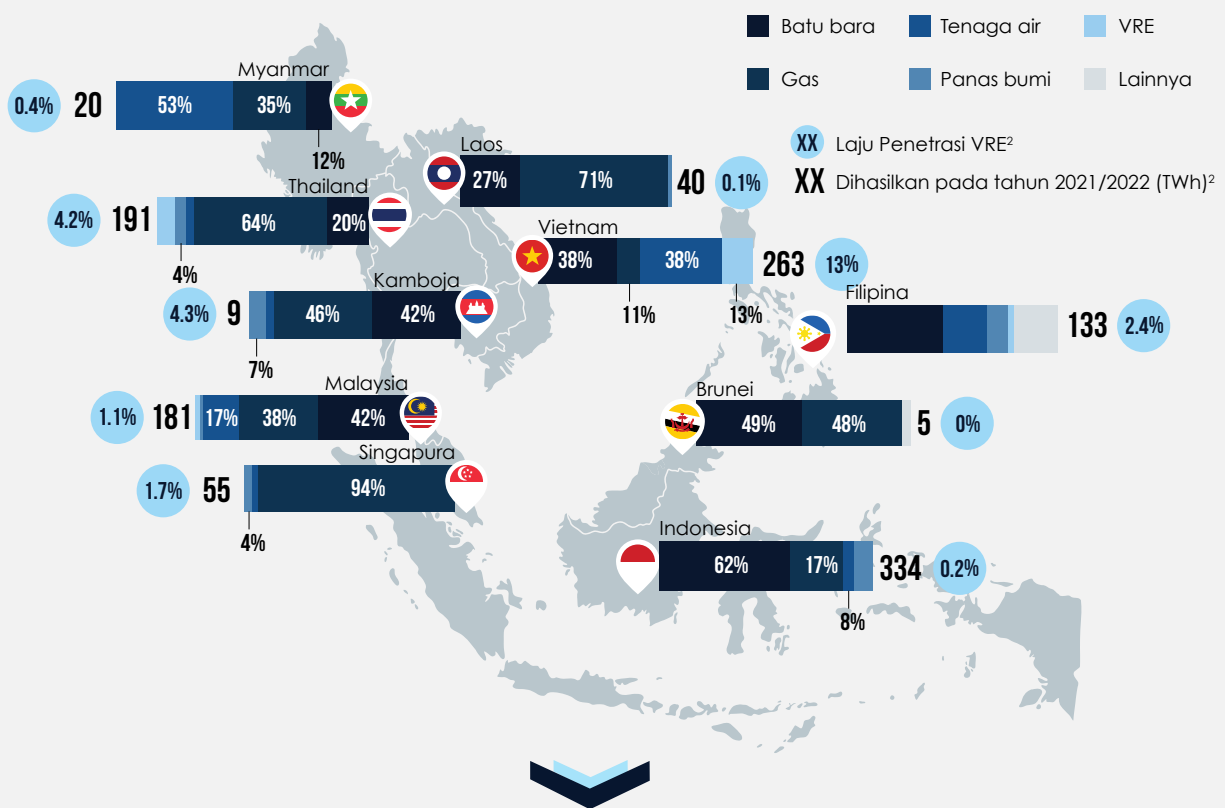 Batu bara
Tenaga air
VRE
Gas
Panas bumi
Lainnya
XX Laju Penetrasi VRE²
XX Dihasilkan pada tahun 2021/2022 (TWh)²
Myanmar
0.4% 20 53% 35%
12%
Laos
27% 71% 40 0.1%
Thailand
4.2% 191 64% 20%
4%
Vietnam
38% 38% 263 13%
11% 13%
Kamboja
4.3% 9 46% 42%
7%
Filipina
133 2.4%
Malaysia
1.1% 181 17% 38% 42%
Brunei
49% 48% 5 0%
Singapura
1.7% 55 94%
4%
Indonesia
62% 17% 334 0.2%
8%